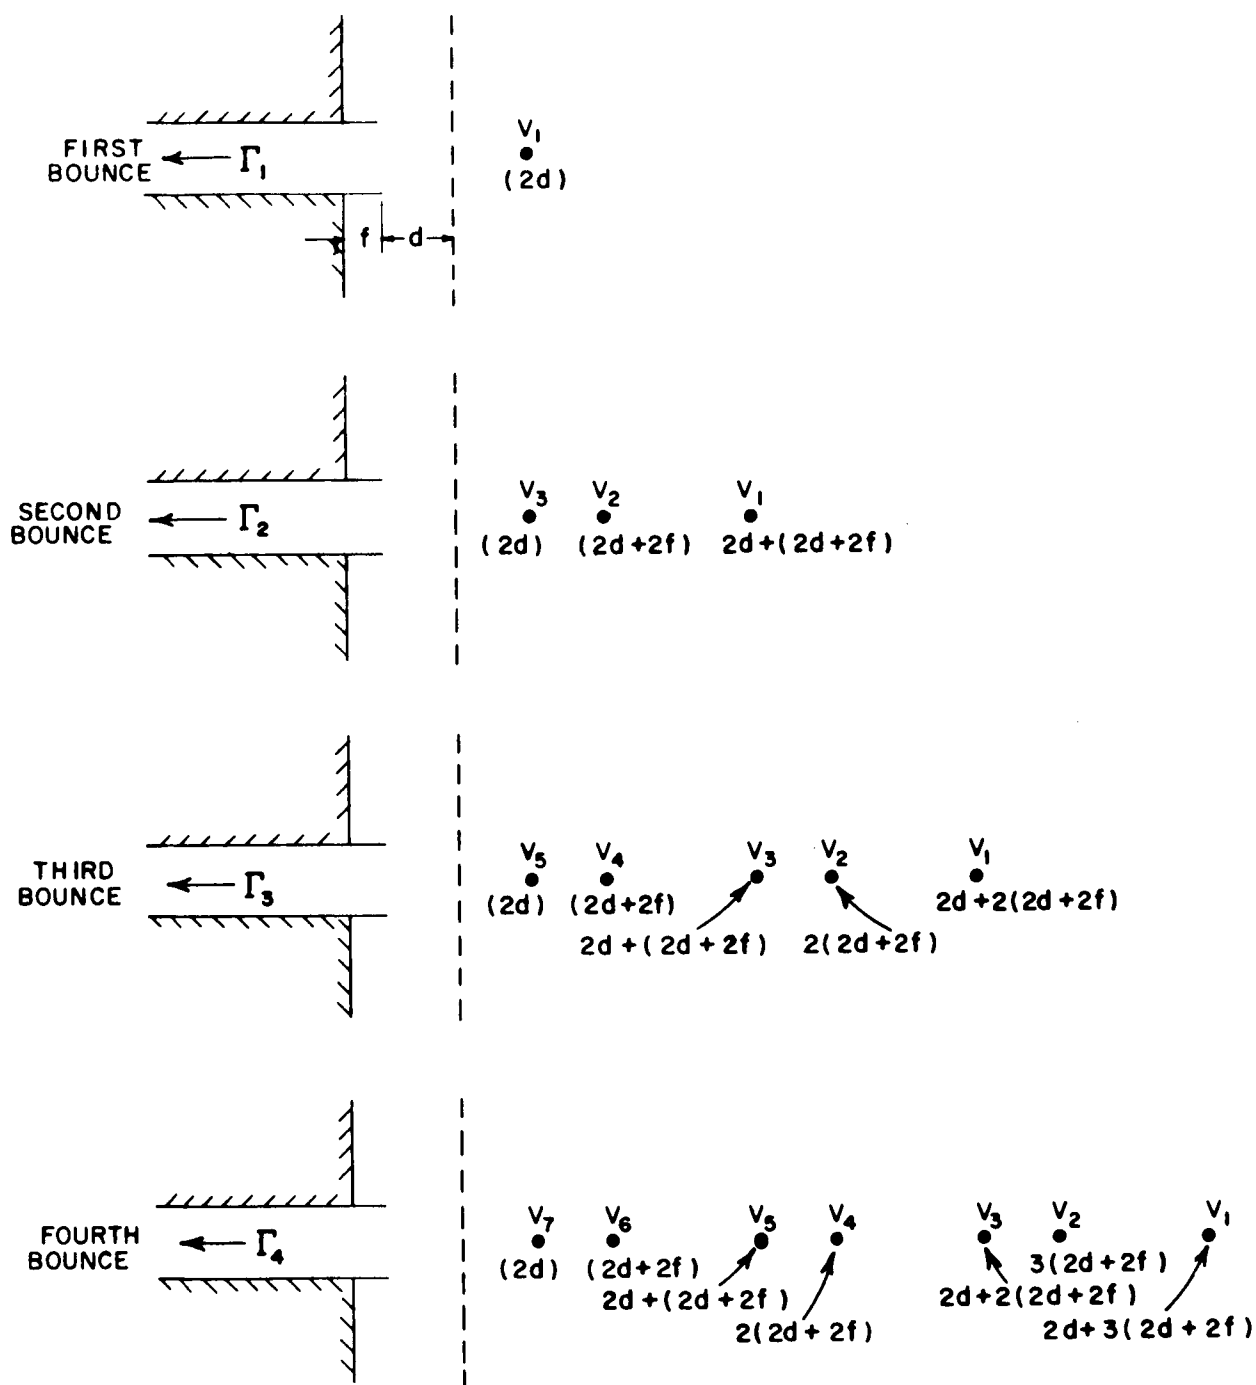 FIRST
BOUNCE
Γ₁
V₁
(2d)
f
d
SECOND
BOUNCE
Γ₂
V₃ V₂ V₁
(2d) (2d+2f) 2d+(2d+2f)
THIRD
BOUNCE
Γ₃
V₅ V₄ V₃ V₂ V₁
(2d) (2d+2f) 2d+2(2d+2f)
2d+(2d+2f) 2(2d+2f)
FOURTH
BOUNCE
Γ₄
V₇ V₆ V₅ V₄ V₃ V₂ V₁
(2d) (2d+2f) 3(2d+2f)
2d+(2d+2f) 2d+2(2d+2f)
2(2d+2f) 2d+3(2d+2f)